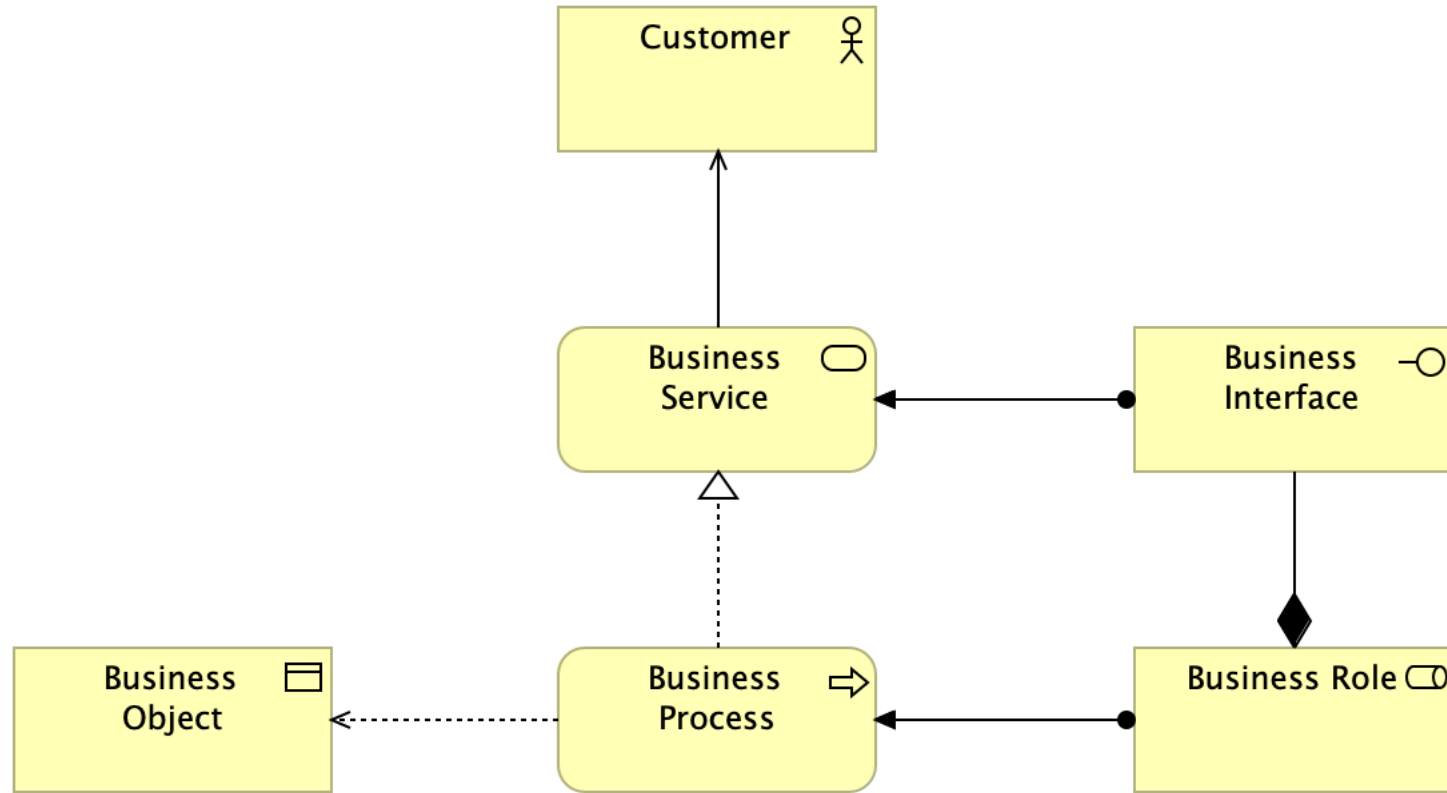 Customer
Business
Service
Business
Interface
Business
Object
Business
Process
Business Role